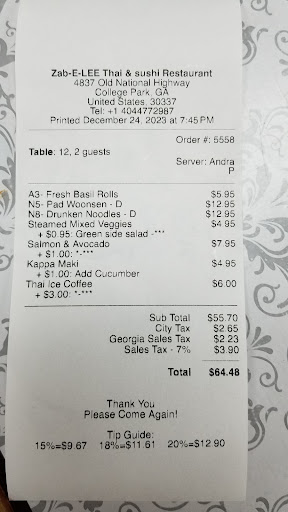 Zab-E-LEE Thai & sushi Restaurant
4837 Old National Highway
College Park, GA
United States, 30337
Tel: +1 4044772987
Printed December 24, 2023 at 7:45 PM
Order #: 5558
Table: 12, 2 guests
Server: Andra
P
A3- Fresh Basil Rolls $5.95
N5- Pad Woonsen - D $12.95
N8- Drunken Noodles - D $12.95
Steamed Mixed Veggies $4.95
+ $0.95: Green side salad -***
Salmon & Avocado $7.95
+ $1.00: *-***
Kappa Maki $4.95
+ $1.00: Add Cucumber
Thai Ice Coffee $6.00
+ $3.00: *-***
Sub Total $55.70
City Tax $2.65
Georgia Sales Tax $2.23
Sales Tax - 7% $3.90
Total $64.48
Thank You
Please Come Again!
Tip Guide:
15%=$9.67 18%=$11.61 20%=$12.90